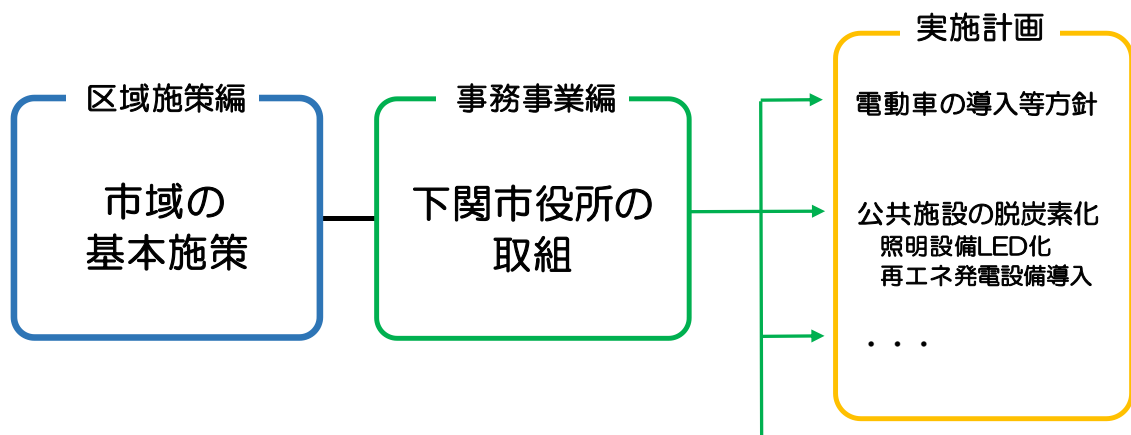 区域施策編
市域の
基本施策
事務事業編
下関市役所の
取組
実施計画
電動車の導入等方針
公共施設の脱炭素化
照明設備LED化
再エネ発電設備導入
・・・